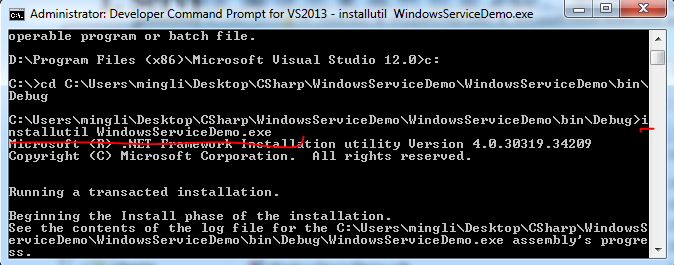 Administrator: Developer Command Prompt for VS2013 - installutil  WindowsServiceDemo.exe
operable program or batch file.
D:\Program Files (x86)\Microsoft Visual Studio 12.0>c:
C:\>cd C:\Users\mingli\Desktop\CSharp\WindowsServiceDemo\WindowsServiceDemo\bin\
Debug
C:\Users\mingli\Desktop\CSharp\WindowsServiceDemo\WindowsServiceDemo\bin\Debug>i
nstallutil WindowsServiceDemo.exe
Microsoft (R) .NET Framework Installation utility Version 4.0.30319.34209
Copyright (C) Microsoft Corporation.  All rights reserved.
Running a transacted installation.
Beginning the Install phase of the installation.
See the contents of the log file for the C:\Users\mingli\Desktop\CSharp\WindowsS
erviceDemo\WindowsServiceDemo\bin\Debug\WindowsServiceDemo.exe assembly's progre
ss.